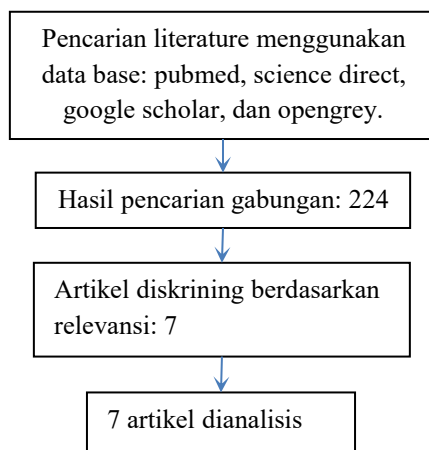 Pencarian literature menggunakan
data base: pubmed, science direct,
google scholar, dan opengrey.
Hasil pencarian gabungan: 224
Artikel diskrining berdasarkan
relevansi: 7
7 artikel dianalisis